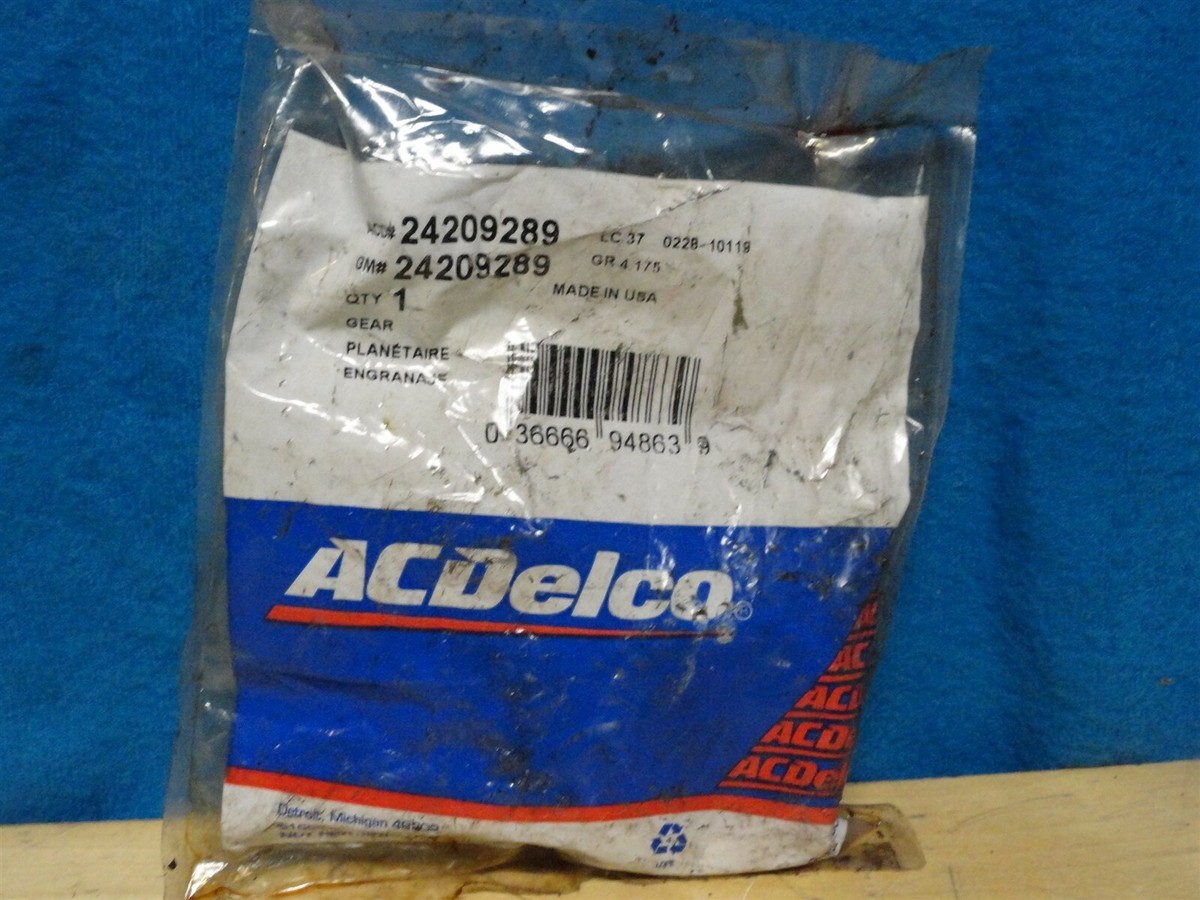 ACD# 24209289 LC 37 0228-10119
GM# 24209289 GR 4.175
QTY 1 MADE IN USA
GEAR
PLANÉTAIRE
ENGRANAJE
0 36666 94863 9
ACDelco®
AC
ACD
ACDel
Detroit, Michigan